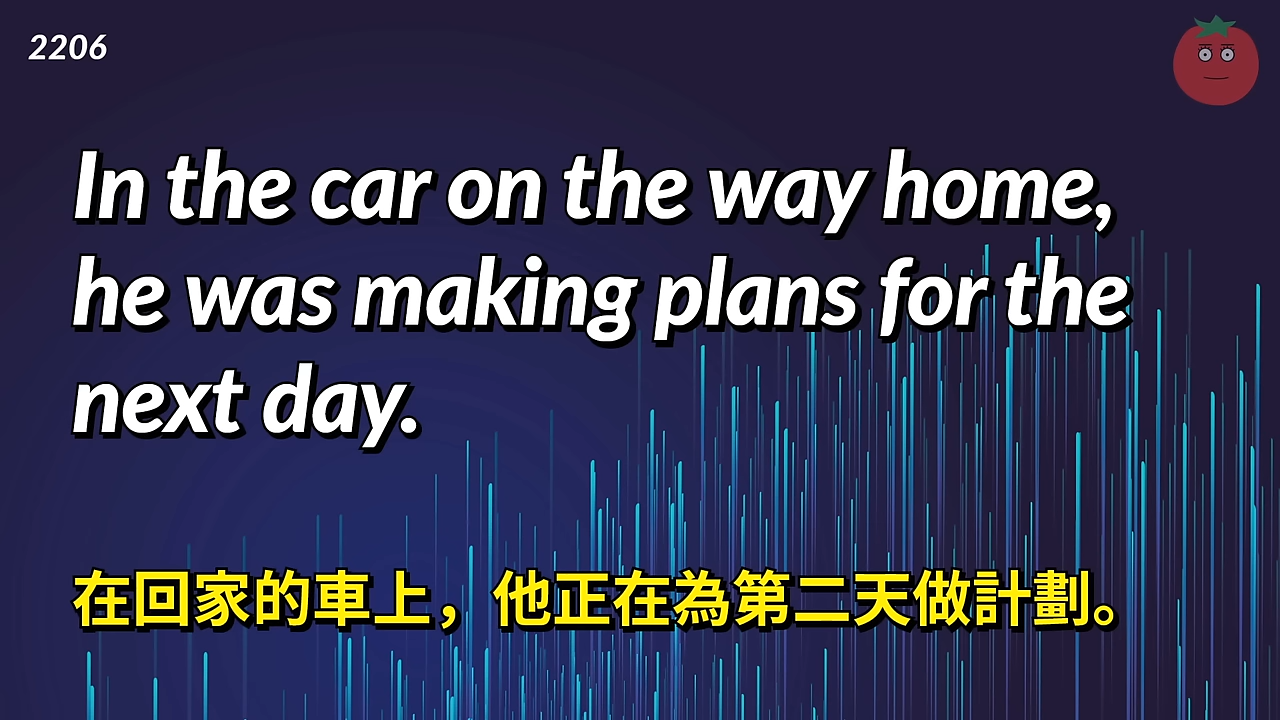 2206
In the car on the way home,
he was making plans for the
next day.
在回家的車上，他正在為第二天做計劃。